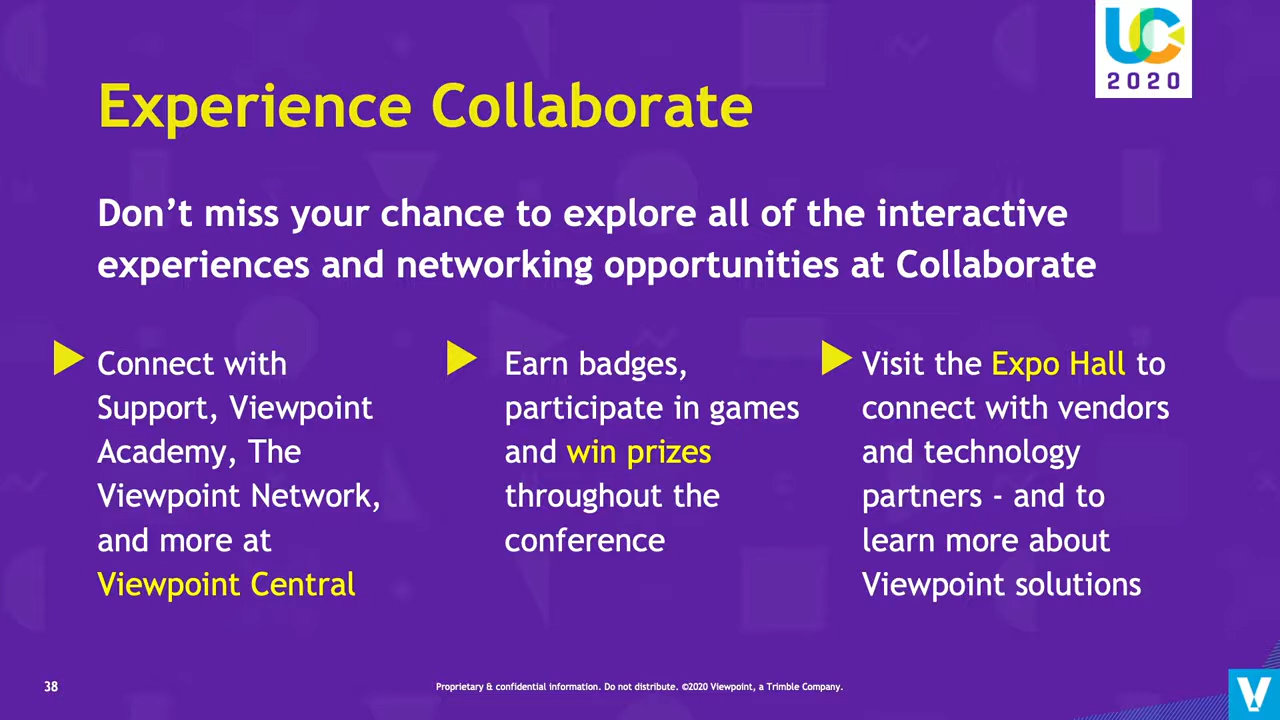 UC
2020
Experience Collaborate
Don’t miss your chance to explore all of the interactive
experiences and networking opportunities at Collaborate
Connect with
Support, Viewpoint
Academy, The
Viewpoint Network,
and more at
Viewpoint Central
Earn badges,
participate in games
and win prizes
throughout the
conference
Visit the Expo Hall to
connect with vendors
and technology
partners - and to
learn more about
Viewpoint solutions
38
Proprietary & confidential information. Do not distribute. ©2020 Viewpoint, a Trimble Company.
V